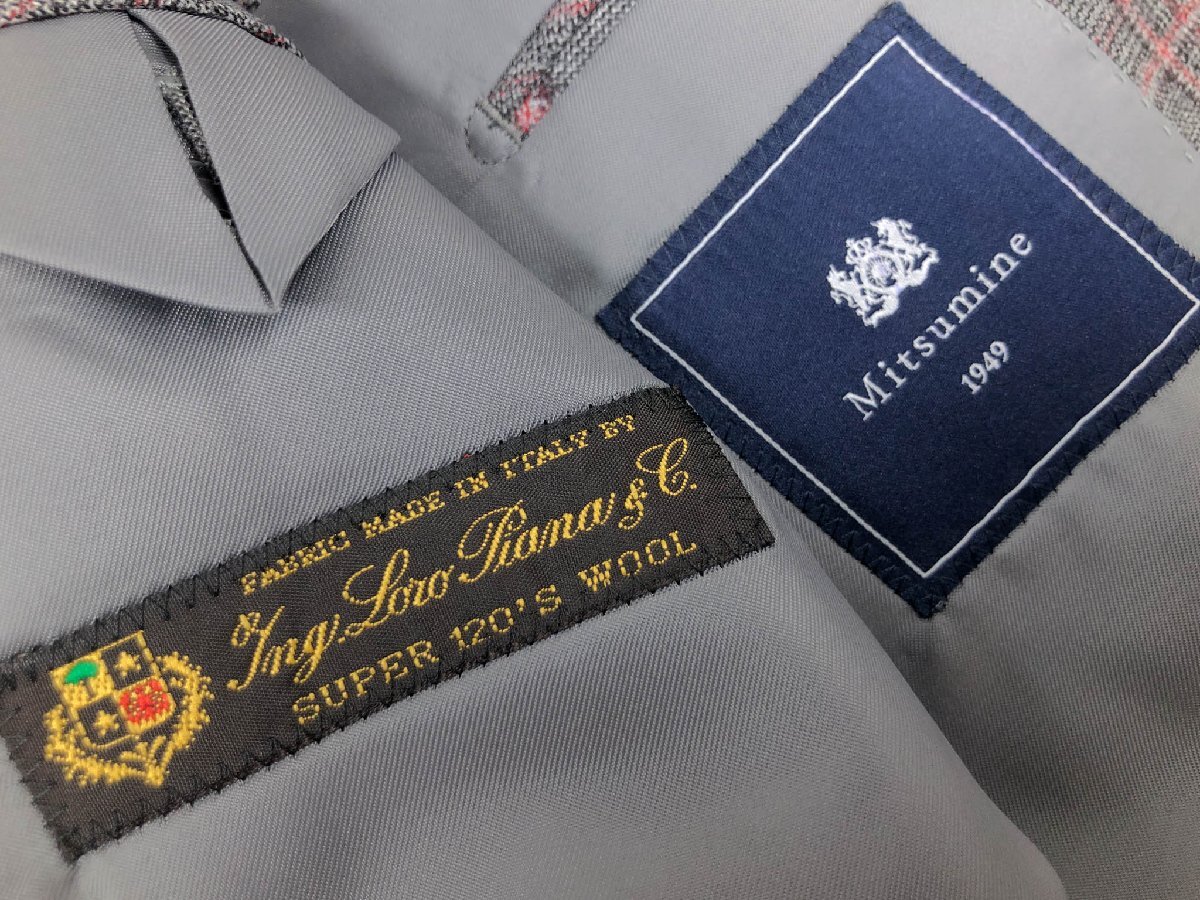 FABRIC MADE IN ITALY BY
Ing. Loro Piana & C.
SUPER 120'S WOOL
Mitsumine
1949